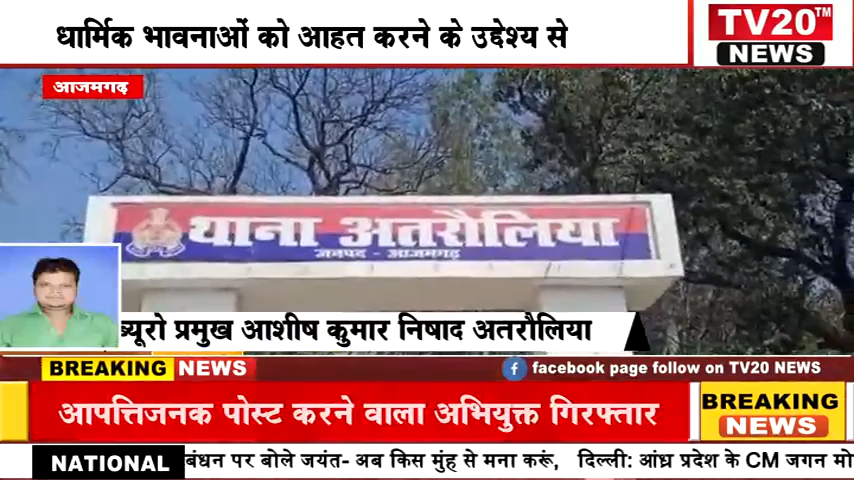 धार्मिक भावनाओं को आहत करने के उद्देश्य से
TV20™
NEWS
आजमगढ़
थाना अतरौलिया
जनपद - आजमगढ़
ब्यूरो प्रमुख आशीष कुमार निषाद अतरौलिया
BREAKING NEWS
facebook page follow on TV20 NEWS
आपत्तिजनक पोस्ट करने वाला अभियुक्त गिरफ्तार
BREAKING
NEWS
NATIONAL
बंधन पर बोले जयंत- अब किस मुंह से मना करूं, दिल्ली: आंध्र प्रदेश के CM जगन मो